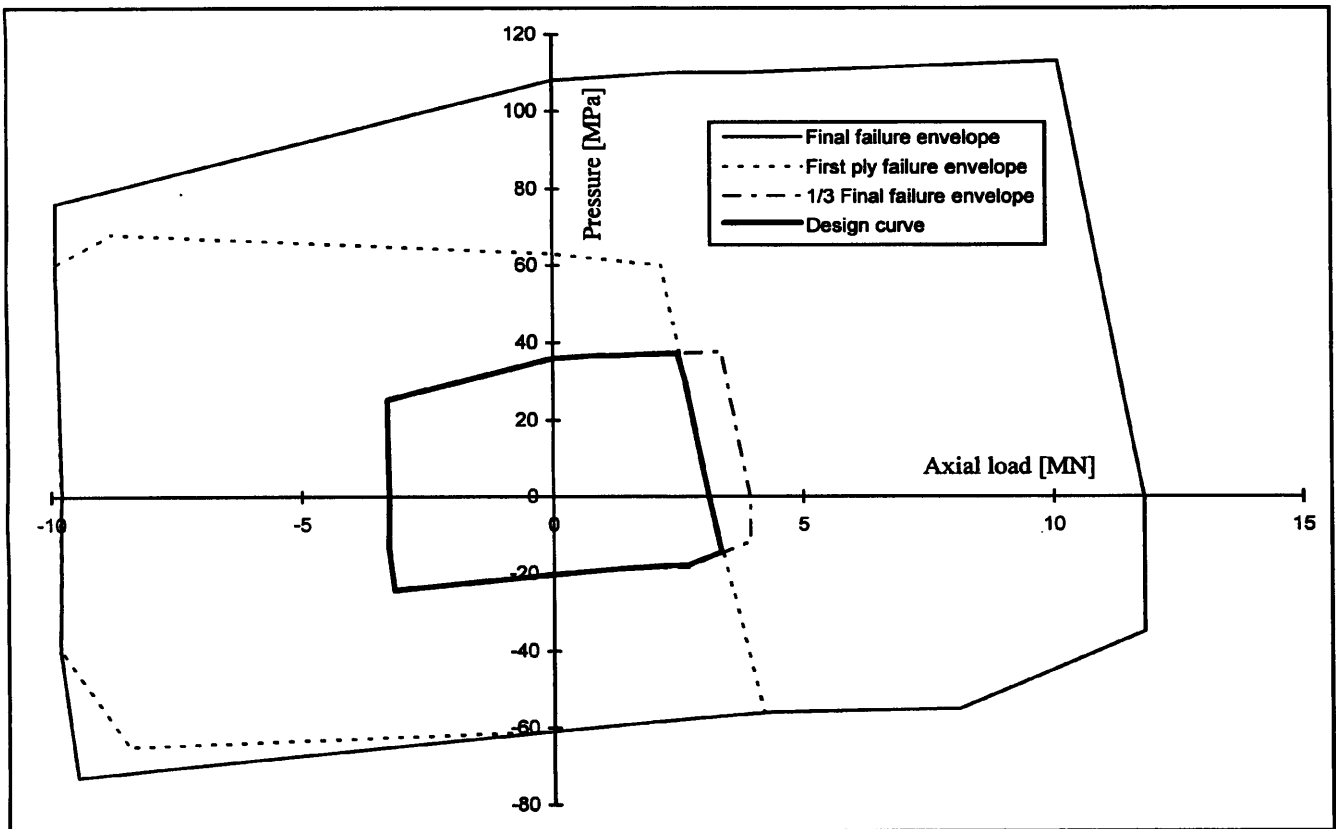 120
100
80
60
40
20
0
-20
-40
-60
-80
Pressure [MPa]
Final failure envelope
First ply failure envelope
1/3 Final failure envelope
Design curve
Axial load [MN]
-10
-5
0
5
10
15